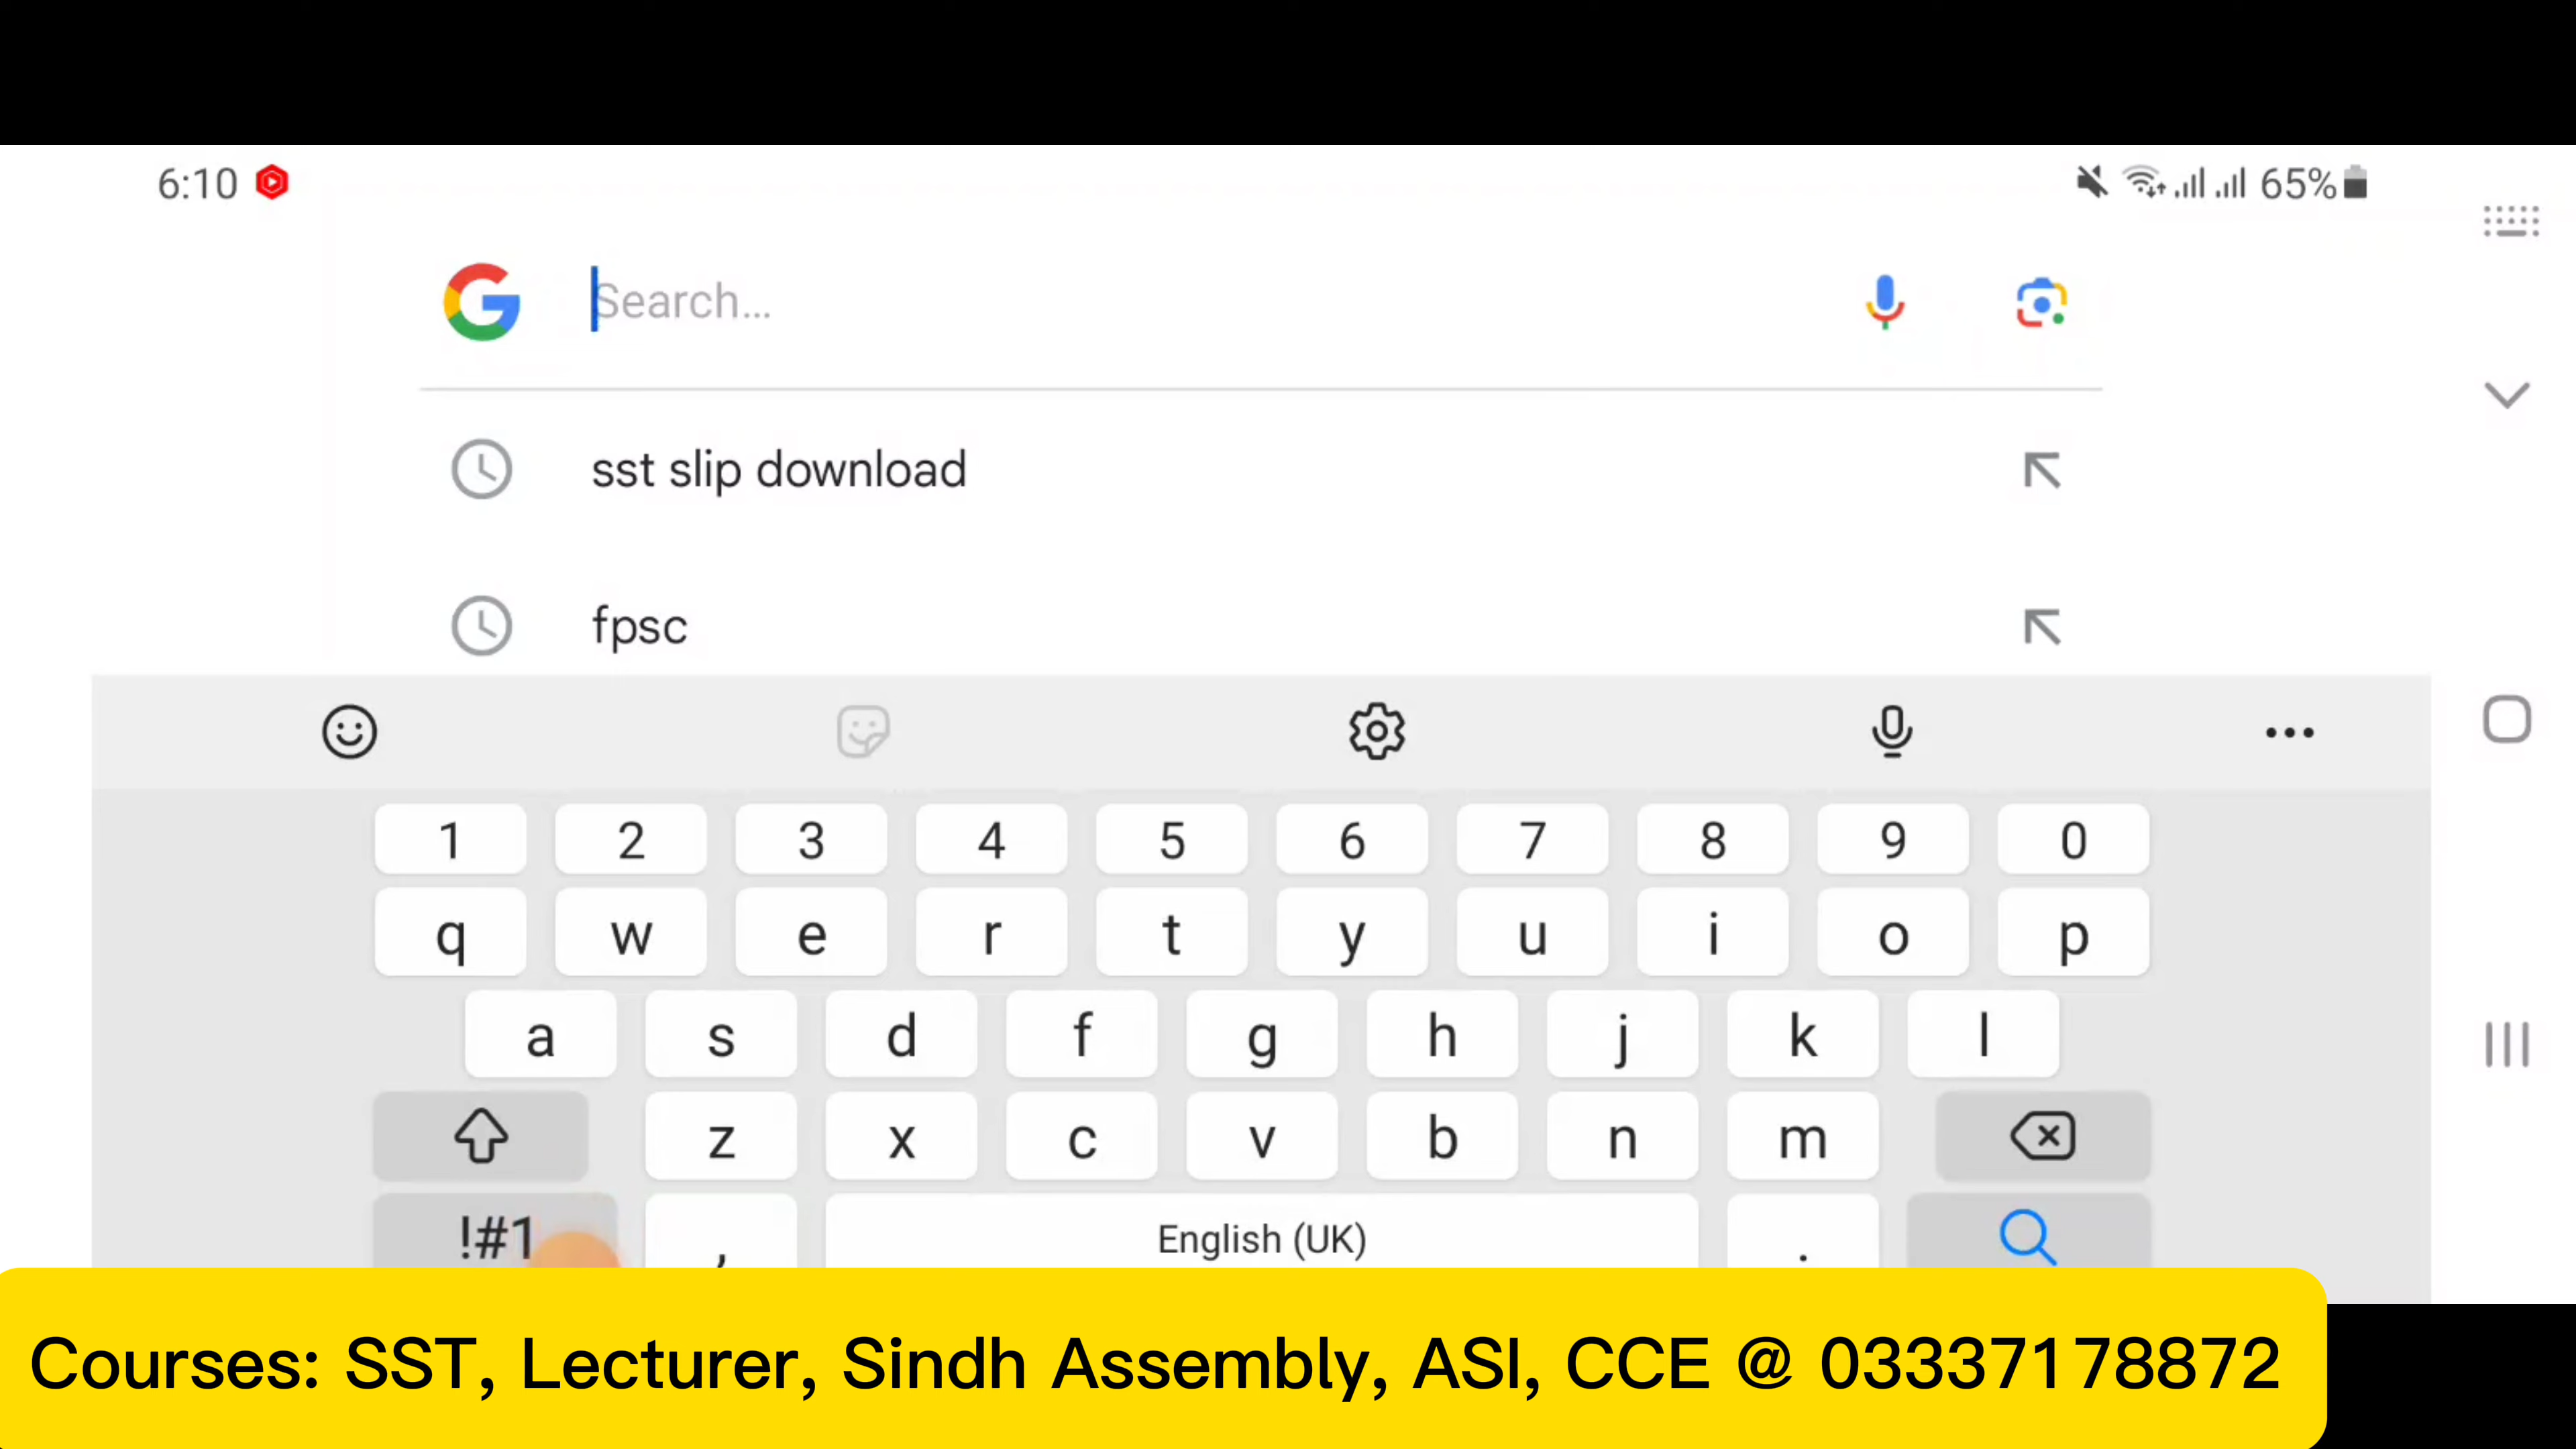 6:10
65%
Search...
sst slip download
fpsc
1 2 3 4 5 6 7 8 9 0
q w e r t y u i o p
a s d f g h j k l
z x c v b n m
!#1 , English (UK) .
Courses: SST, Lecturer, Sindh Assembly, ASI, CCE @ 03337178872